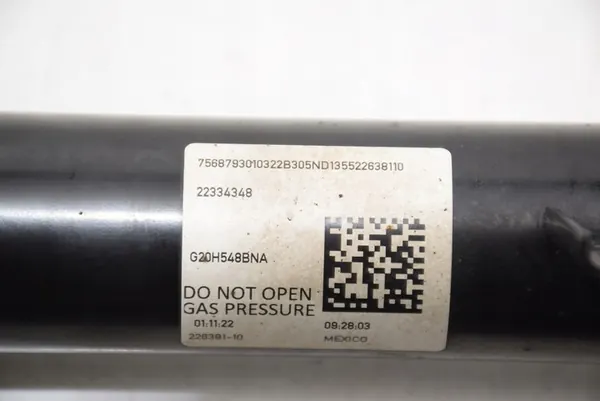 7568793010322B305ND135522638110
22334348
G20H548BNA
DO NOT OPEN
GAS PRESSURE
01:11:22 09:28:03
226381-10 MEXICO